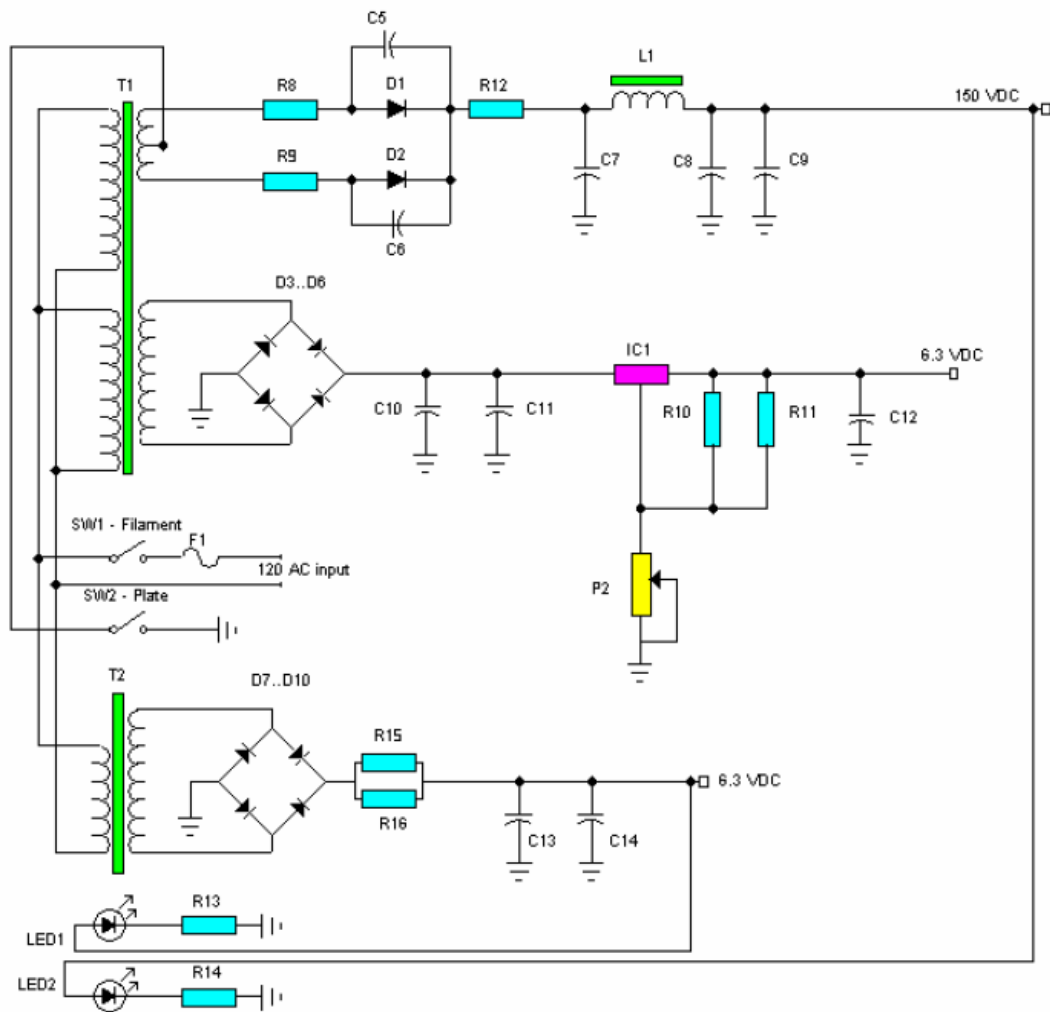 C5
L1
T1
R8
D1
R12
150 VDC
R9
D2
C7
C8
C9
C6
D3..D6
IC1
6.3 VDC
C10
C11
R10
R11
C12
SW1 - Filament
F1
120 AC input
SW2 - Plate
P2
T2
D7..D10
R15
6.3 VDC
R16
C13
C14
R13
LED1
R14
LED2